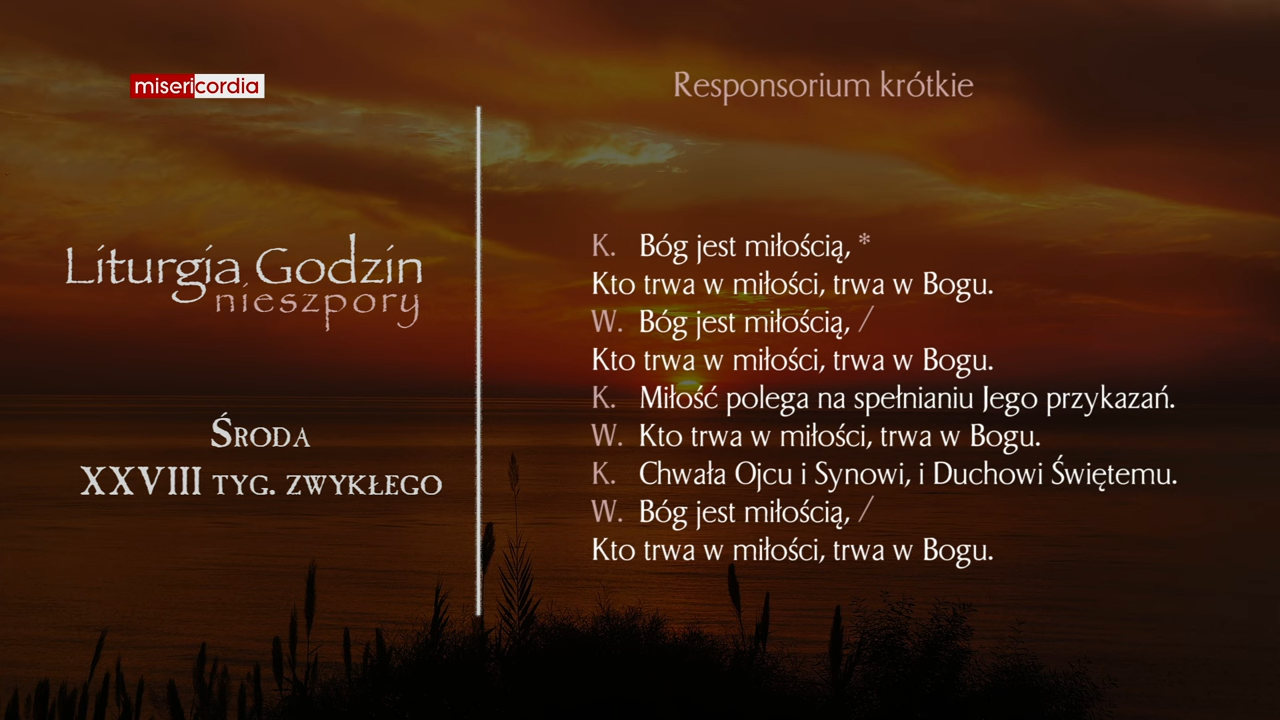 misericordia
Liturgia Godzin
nieszpory
Środa
XXVIII tyg. zwykłego
Responsorium krótkie
K. Bóg jest miłością, *
Kto trwa w miłości, trwa w Bogu.
W. Bóg jest miłością, /
Kto trwa w miłości, trwa w Bogu.
K. Miłość polega na spełnianiu Jego przykazań.
W. Kto trwa w miłości, trwa w Bogu.
K. Chwała Ojcu i Synowi, i Duchowi Świętemu.
W. Bóg jest miłością, /
Kto trwa w miłości, trwa w Bogu.